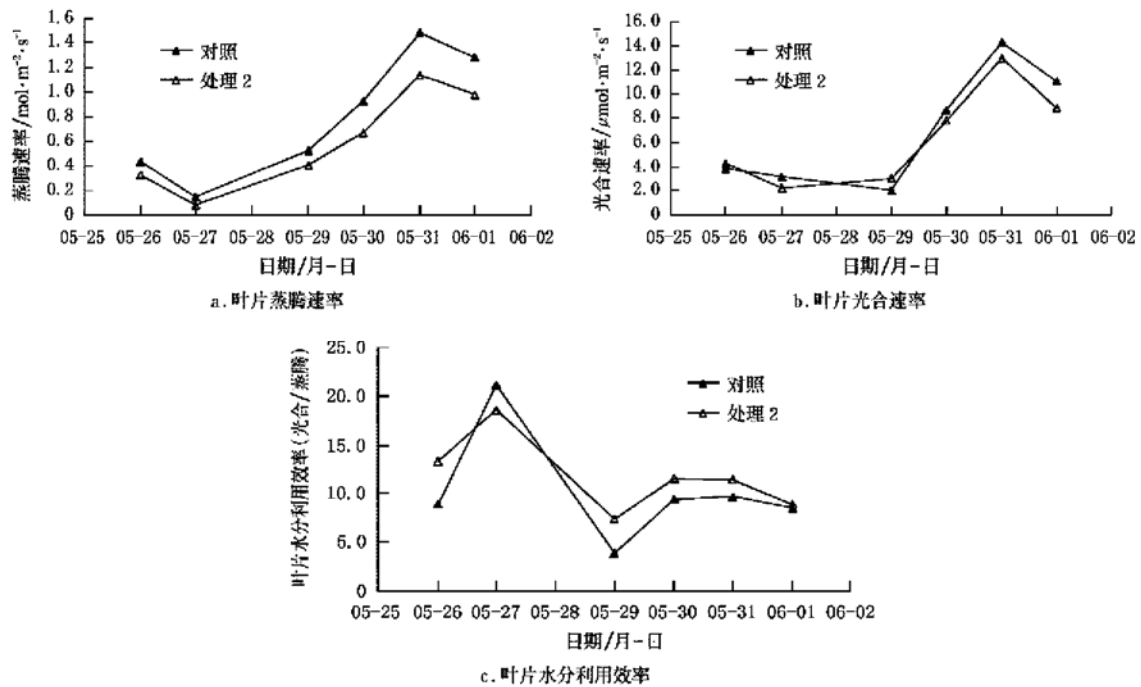 蒸腾速率/mol·m⁻²·s⁻¹
1.6
1.4
1.2
1.0
0.8
0.6
0.4
0.2
0
对照
处理2
05-25 05-26 05-27 05-28 05-29 05-30 05-31 06-01 06-02
日期/月-日
a.叶片蒸腾速率
光合速率/μmol·m⁻²·s⁻¹
16.0
14.0
12.0
10.0
8.0
6.0
4.0
2.0
0
对照
处理2
05-25 05-26 05-27 05-28 05-29 05-30 05-31 06-01 06-02
日期/月-日
b.叶片光合速率
叶片水分利用效率(光合/蒸腾)
25.0
20.0
15.0
10.0
5.0
0
对照
处理2
05-25 05-26 05-27 05-28 05-29 05-30 05-31 06-01 06-02
日期/月-日
c.叶片水分利用效率